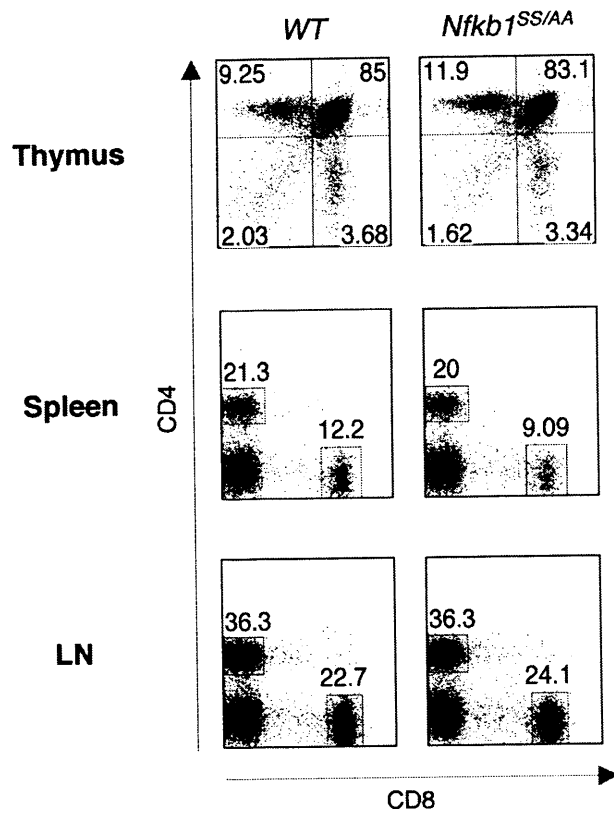 WT Nfkb1SS/AA
9.25 85 11.9 83.1
Thymus
2.03 3.68 1.62 3.34
21.3 20
Spleen
12.2 9.09
CD4
36.3 36.3
LN
22.7 24.1
CD8